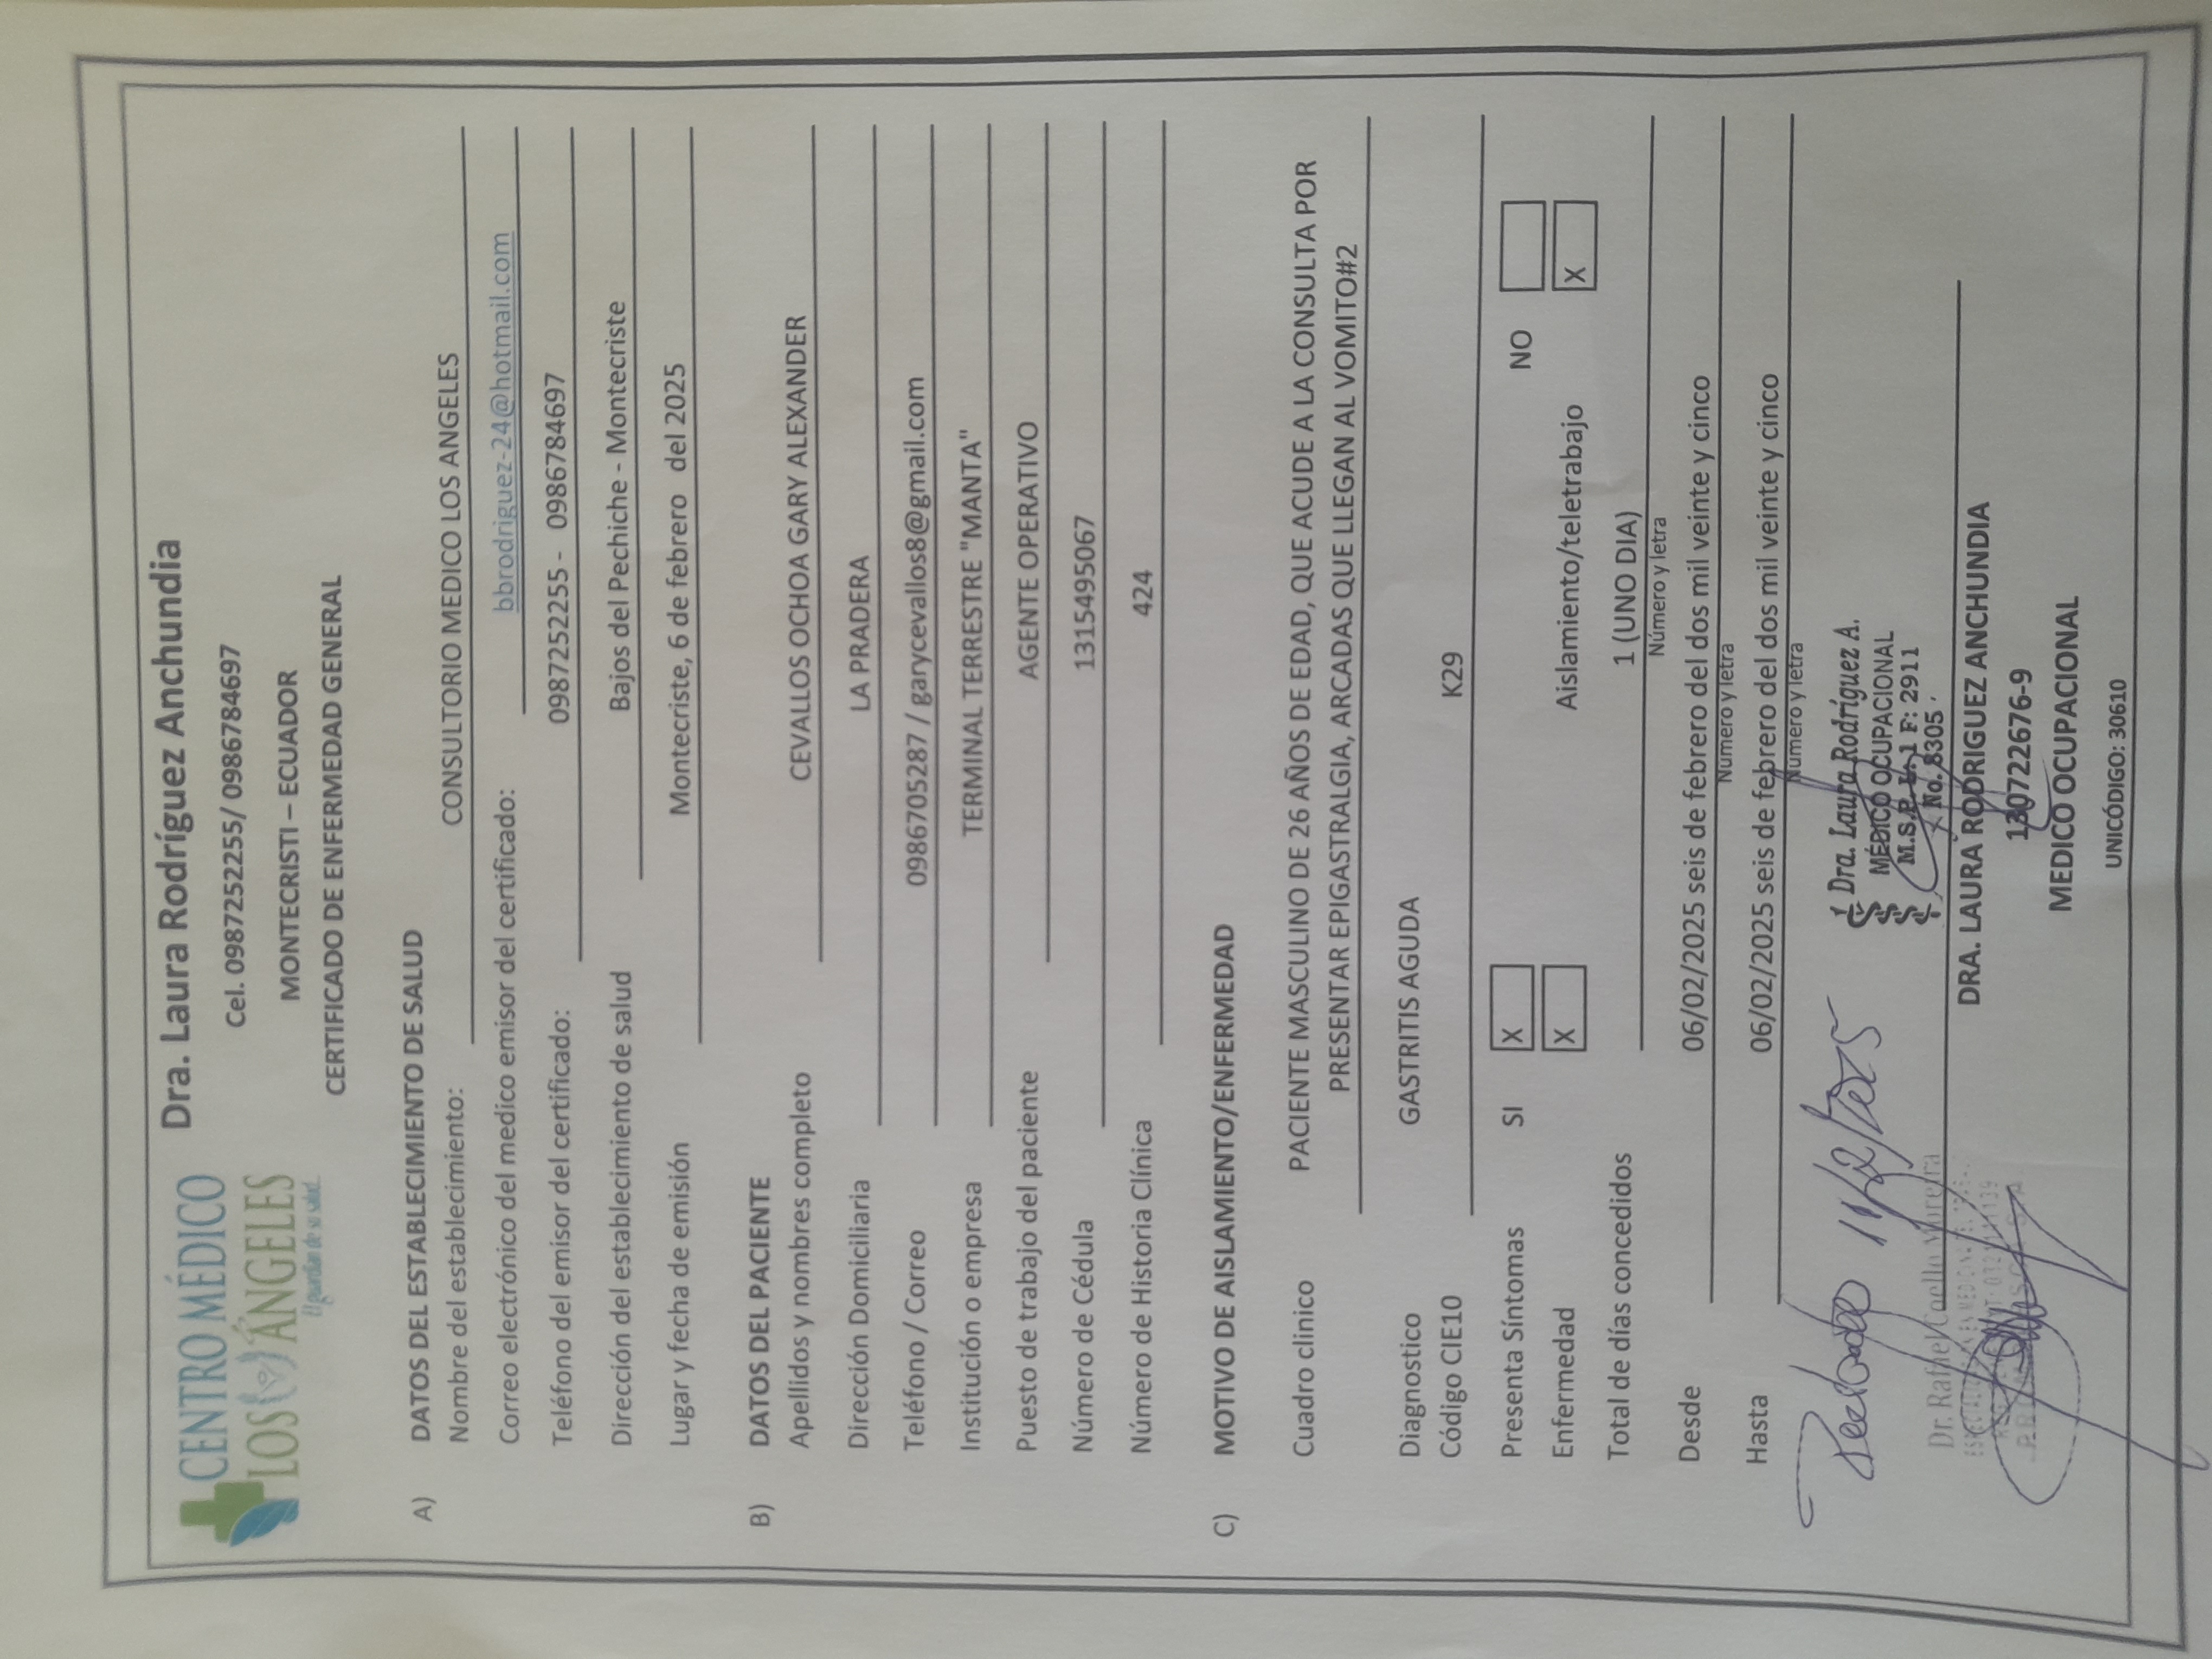 CENTRO MÉDICO
LOS ÁNGELES
El guardian de su salud...
Dra. Laura Rodríguez Anchundia
Cel. 0987252255/ 0986784697
MONTECRISTI – ECUADOR
CERTIFICADO DE ENFERMEDAD GENERAL
A) DATOS DEL ESTABLECIMIENTO DE SALUD
Nombre del establecimiento: CONSULTORIO MEDICO LOS ANGELES
Correo electrónico del medico emisor del certificado: bbrodriguez-24@hotmail.com
Teléfono del emisor del certificado: 0987252255 - 0986784697
Dirección del establecimiento de salud Bajos del Pechiche - Montecriste
Lugar y fecha de emisión Montecriste, 6 de febrero del 2025
B) DATOS DEL PACIENTE
Apellidos y nombres completo CEVALLOS OCHOA GARY ALEXANDER
Dirección Domiciliaria LA PRADERA
Teléfono / Correo 0986705287 / garycevallos8@gmail.com
Institución o empresa TERMINAL TERRESTRE "MANTA"
Puesto de trabajo del paciente AGENTE OPERATIVO
Número de Cédula 1315495067
Número de Historia Clínica 424
C) MOTIVO DE AISLAMIENTO/ENFERMEDAD
Cuadro clinico PACIENTE MASCULINO DE 26 AÑOS DE EDAD, QUE ACUDE A LA CONSULTA POR
PRESENTAR EPIGASTRALGIA, ARCADAS QUE LLEGAN AL VOMITO#2
Diagnostico GASTRITIS AGUDA
Código CIE10 K29
Presenta Síntomas SI X NO
Enfermedad X Aislamiento/teletrabajo X
Total de días concedidos 1 (UNO DIA)
Número y letra
Desde 06/02/2025 seis de febrero del dos mil veinte y cinco
Número y letra
Hasta 06/02/2025 seis de febrero del dos mil veinte y cinco
Número y letra
11/2/2025
Dra. Laura Rodríguez A.
MÉDICO OCUPACIONAL
M.S.P. L: 1 F: 2911
No. 8305
Dr. Rafael Coello Moreira
DRA. LAURA RODRIGUEZ ANCHUNDIA
130722676-9
MEDICO OCUPACIONAL
UNICÓDIGO: 30610